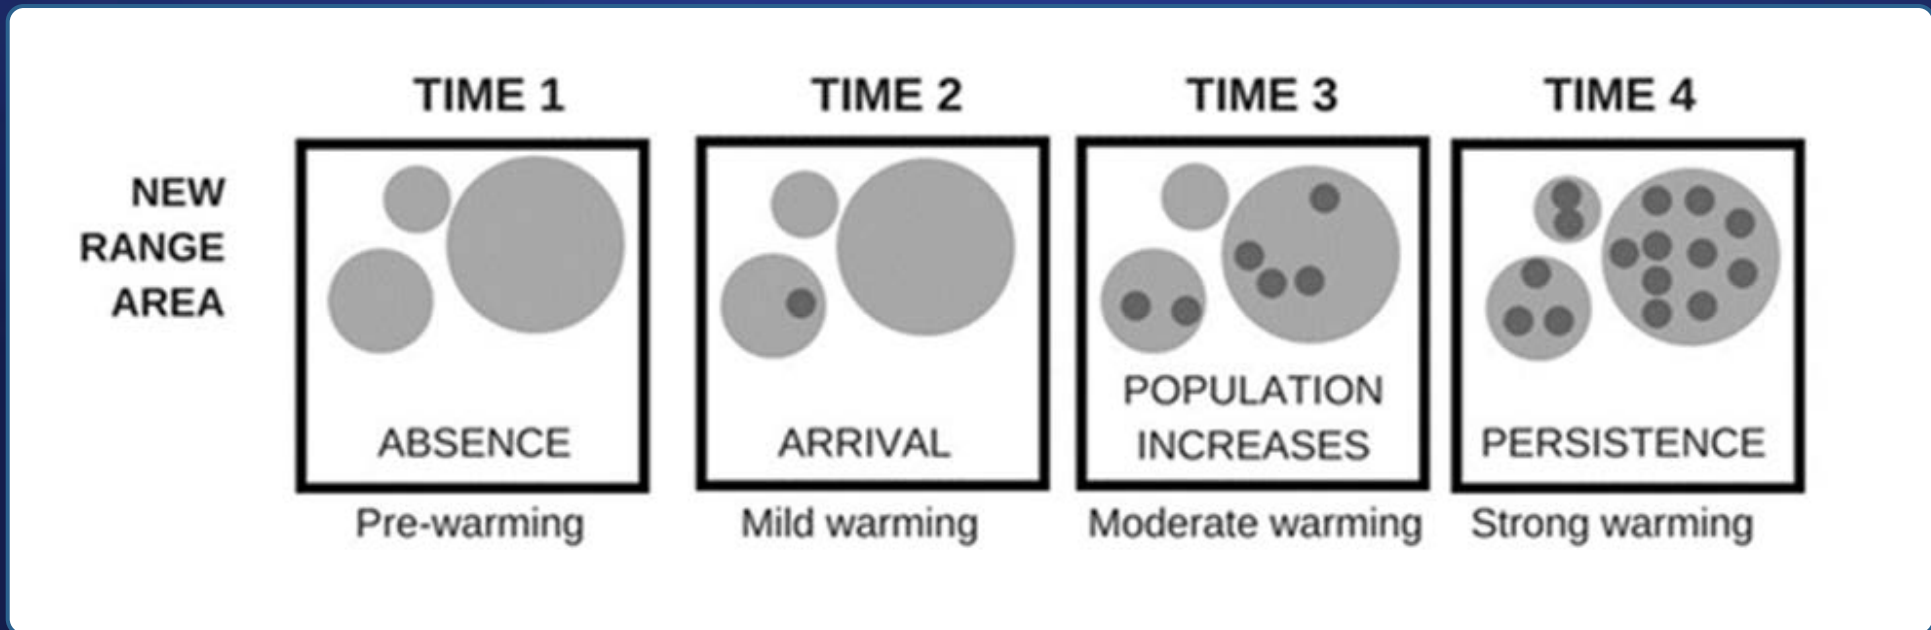 TIME 1
TIME 2
TIME 3
TIME 4
NEW
RANGE
AREA
ABSENCE
ARRIVAL
POPULATION
INCREASES
PERSISTENCE
Pre-warming
Mild warming
Moderate warming
Strong warming